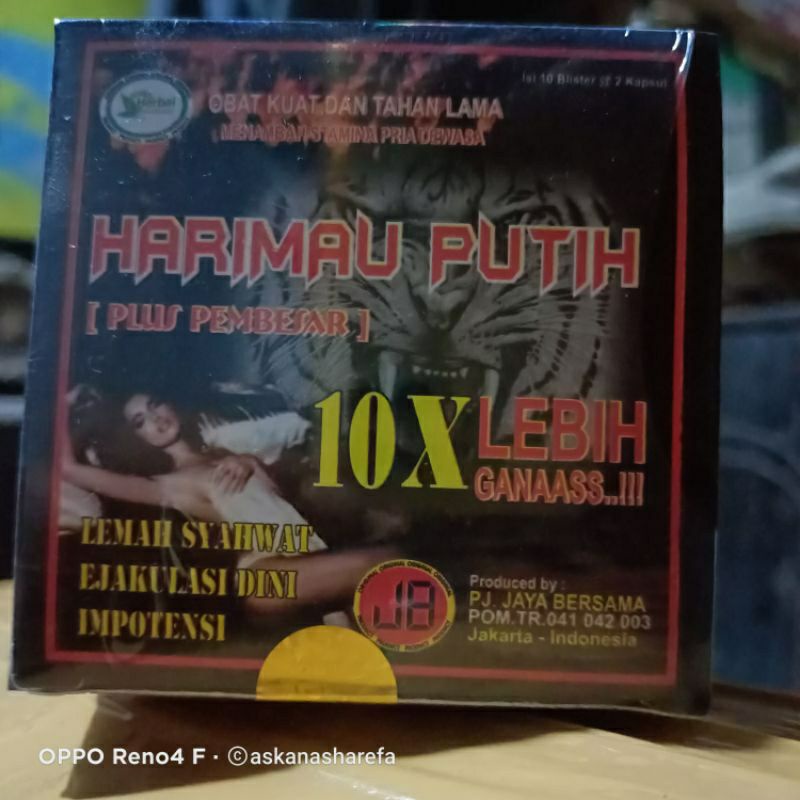 Isi 10 Blister @ 2 Kapsul
Herbal
OBAT KUAT DAN TAHAN LAMA
MENAMBAH STAMINA PRIA DEWASA
HARIMAU PUTIH
[ PLUS PEMBESAR ]
10X LEBIH
GANAASS..!!!
LEMAH SYAHWAT
EJAKULASI DINI
IMPOTENSI
JB
Produced by :
PJ. JAYA BERSAMA
POM.TR.041 042 003
Jakarta - Indonesia
OPPO Reno4 F · ©askanasharefa